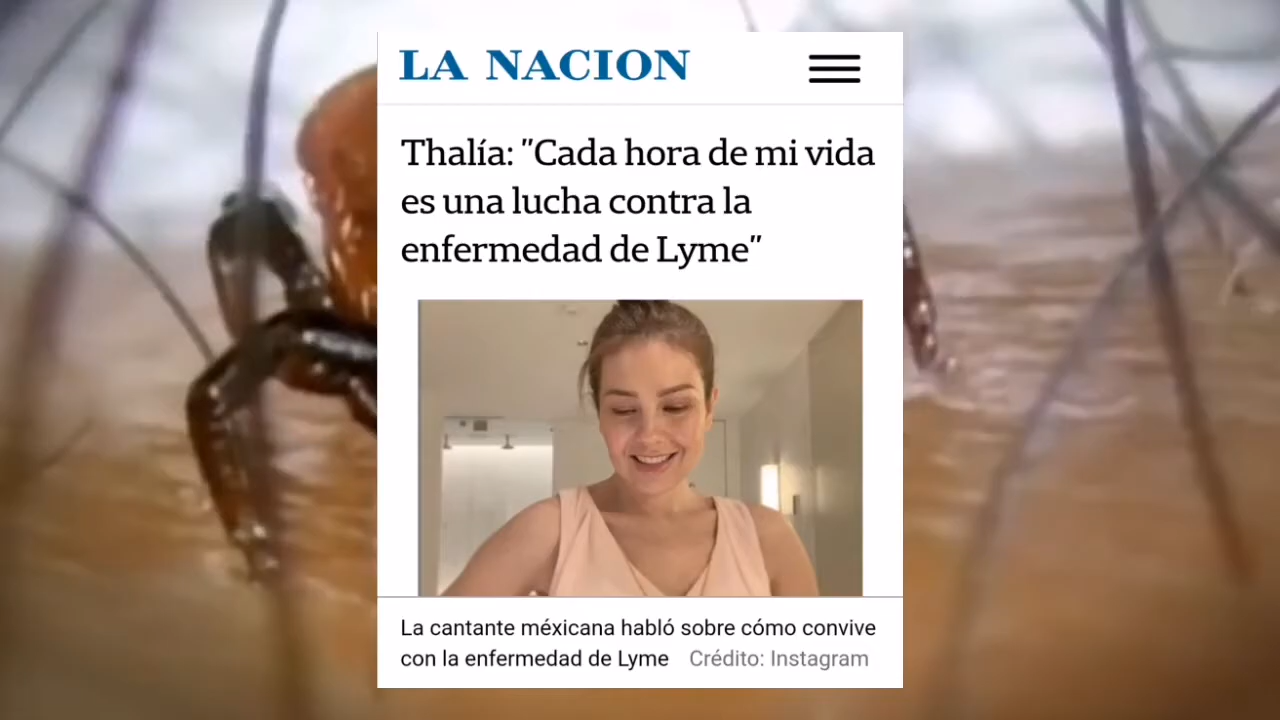 LA NACION
Thalía: "Cada hora de mi vida
es una lucha contra la
enfermedad de Lyme"
La cantante méxicana habló sobre cómo convive
con la enfermedad de Lyme Crédito: Instagram